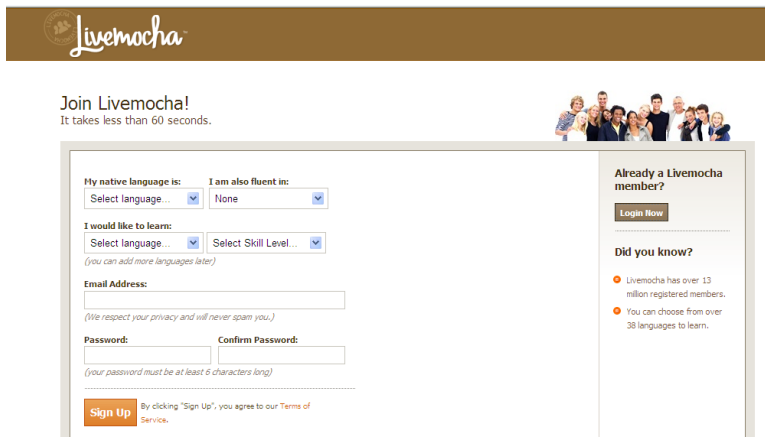 Livemocha
Join Livemocha!
It takes less than 60 seconds.
My native language is: I am also fluent in:
Select language... None
I would like to learn:
Select language... Select Skill Level...
(you can add more languages later)
Email Address:
(We respect your privacy and will never spam you.)
Password: Confirm Password:
(your password must be at least 6 characters long)
Sign Up
By clicking "Sign Up", you agree to our Terms of
Service.
Already a Livemocha
member?
Login Now
Did you know?
Livemocha has over 13
million registered members.
You can choose from over
38 languages to learn.